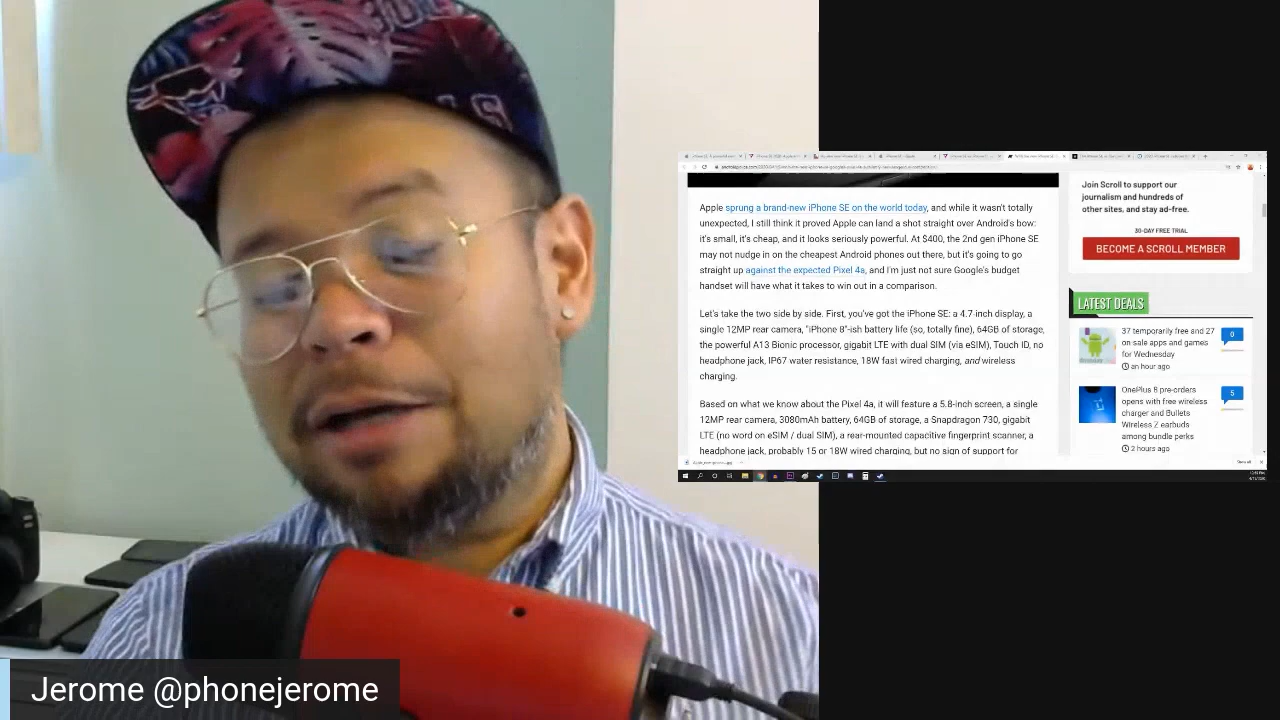 Apple sprung a brand-new iPhone SE on the world today, and while it wasn't totally
unexpected, I still think it proved Apple can land a shot straight over Android's bow:
it's small, it's cheap, and it looks seriously powerful. At $400, the 2nd gen iPhone SE
may not nudge in on the cheapest Android phones out there, but it's going to go
straight up against the expected Pixel 4a, and I'm just not sure Google's budget
handset will have what it takes to win out in a comparison.
Let's take the two side by side. First, you've got the iPhone SE: a 4.7-inch display, a
single 12MP rear camera, "iPhone 8"-ish battery life (so, totally fine), 64GB of storage,
the powerful A13 Bionic processor, gigabit LTE with dual SIM (via eSIM), Touch ID, no
headphone jack, IP67 water resistance, 18W fast wired charging, and wireless
charging.
Based on what we know about the Pixel 4a, it will feature a 5.8-inch screen, a single
12MP rear camera, 3080mAh battery, 64GB of storage, a Snapdragon 730, gigabit
LTE (no word on eSIM / dual SIM), a rear-mounted capacitive fingerprint scanner, a
headphone jack, probably 15 or 18W wired charging, but no sign of support for
Join Scroll to support our
journalism and hundreds of
other sites, and stay ad-free.
30-DAY FREE TRIAL
BECOME A SCROLL MEMBER
LATEST DEALS
37 temporarily free and 27
on sale apps and games
for Wednesday
an hour ago
0
OnePlus 8 pre-orders
opens with free wireless
charger and Bullets
Wireless Z earbuds
among bundle perks
2 hours ago
5
Show all
Jerome @phonejerome